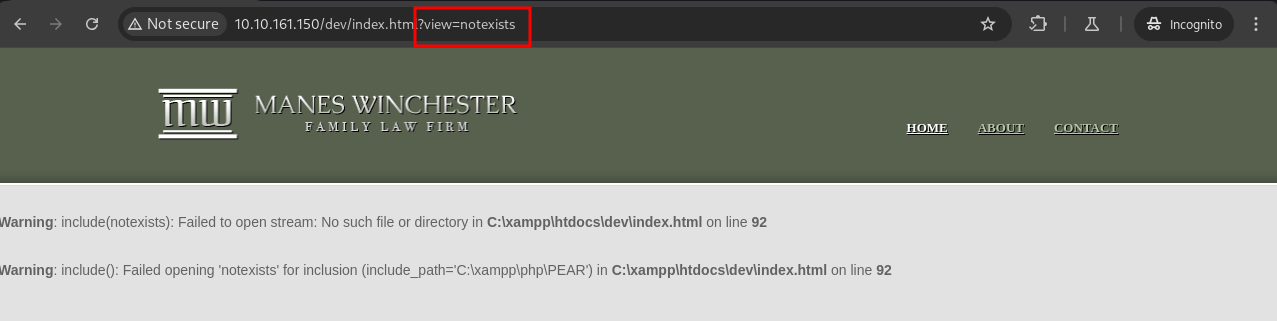 Not secure 10.10.161.150/dev/index.html?view=notexists Incognito
mw MANES WINCHESTER
FAMILY LAW FIRM
HOME ABOUT CONTACT
Warning: include(notexists): Failed to open stream: No such file or directory in C:\xampp\htdocs\dev\index.html on line 92
Warning: include(): Failed opening 'notexists' for inclusion (include_path='C:\xampp\php\PEAR') in C:\xampp\htdocs\dev\index.html on line 92